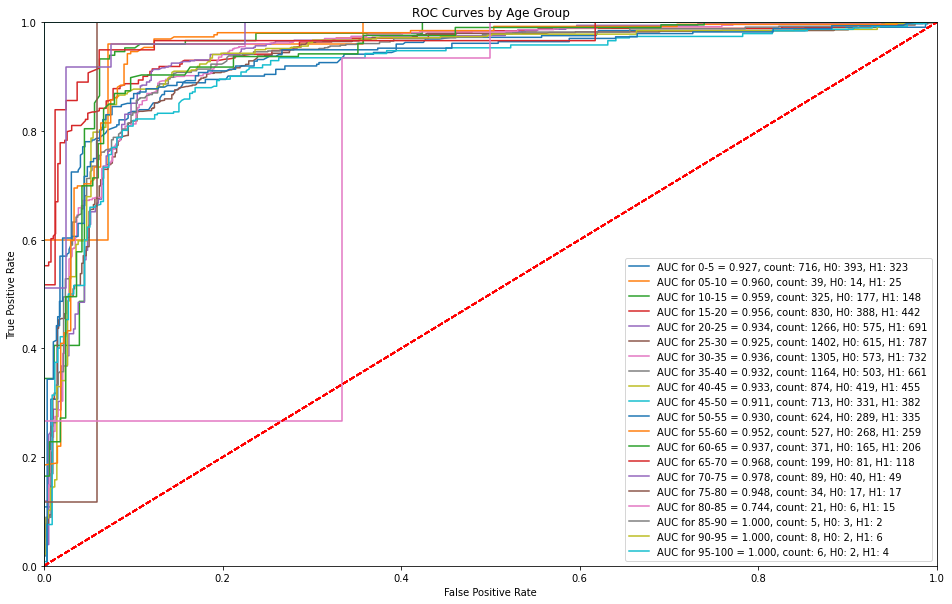 ROC Curves by Age Group
1.0
0.8
0.6
0.4
0.2
0.0
True Positive Rate
AUC for 0-5 = 0.927, count: 716, H0: 393, H1: 323
AUC for 05-10 = 0.960, count: 39, H0: 14, H1: 25
AUC for 10-15 = 0.959, count: 325, H0: 177, H1: 148
AUC for 15-20 = 0.956, count: 830, H0: 388, H1: 442
AUC for 20-25 = 0.934, count: 1266, H0: 575, H1: 691
AUC for 25-30 = 0.925, count: 1402, H0: 615, H1: 787
AUC for 30-35 = 0.936, count: 1305, H0: 573, H1: 732
AUC for 35-40 = 0.932, count: 1164, H0: 503, H1: 661
AUC for 40-45 = 0.933, count: 874, H0: 419, H1: 455
AUC for 45-50 = 0.911, count: 713, H0: 331, H1: 382
AUC for 50-55 = 0.930, count: 624, H0: 289, H1: 335
AUC for 55-60 = 0.952, count: 527, H0: 268, H1: 259
AUC for 60-65 = 0.937, count: 371, H0: 165, H1: 206
AUC for 65-70 = 0.968, count: 199, H0: 81, H1: 118
AUC for 70-75 = 0.978, count: 89, H0: 40, H1: 49
AUC for 75-80 = 0.948, count: 34, H0: 17, H1: 17
AUC for 80-85 = 0.744, count: 21, H0: 6, H1: 15
AUC for 85-90 = 1.000, count: 5, H0: 3, H1: 2
AUC for 90-95 = 1.000, count: 8, H0: 2, H1: 6
AUC for 95-100 = 1.000, count: 6, H0: 2, H1: 4
0.0 0.2 0.4 0.6 0.8 1.0
False Positive Rate